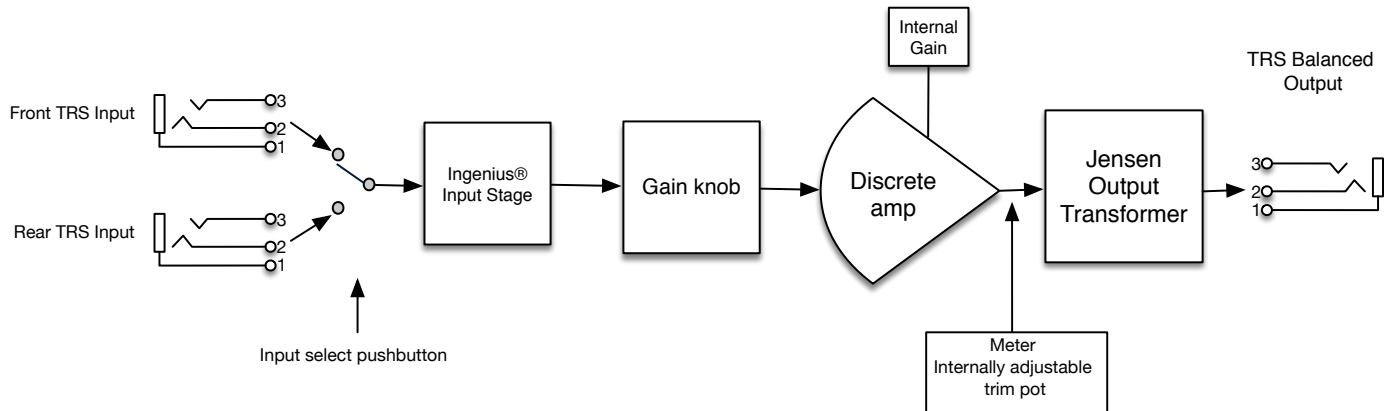 Internal
Gain
TRS Balanced
Output
Front TRS Input
3
2
1
Ingenius®
Input Stage
Gain knob
Discrete
amp
Jensen
Output
Transformer
3
2
1
Rear TRS Input
3
2
1
Input select pushbutton
Meter
Internally adjustable
trim pot